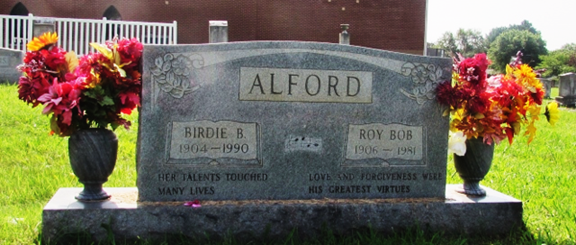 ALFORD
BIRDIE B.
1904 — 1990
ROY BOB
1906 — 1981
HER TALENTS TOUCHED
MANY LIVES
LOVE AND FORGIVENESS WERE
HIS GREATEST VIRTUES